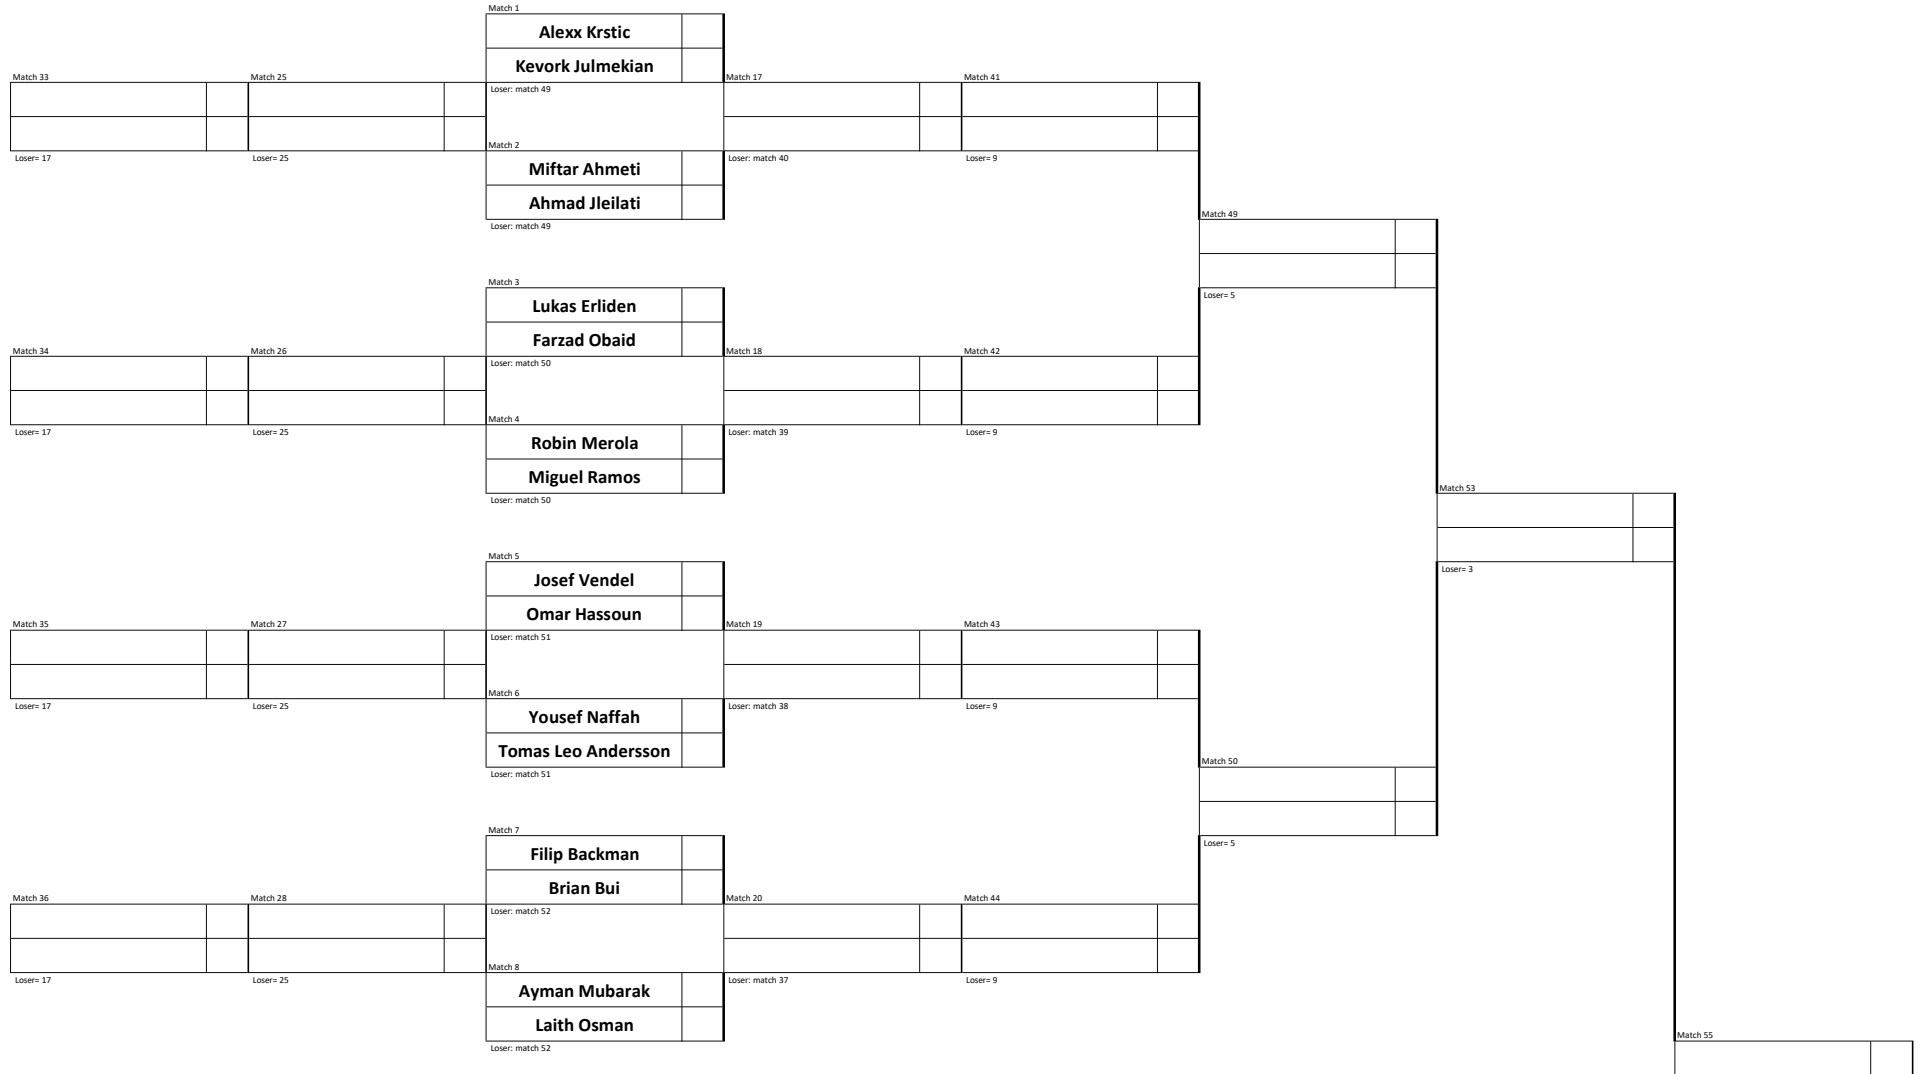 Match 1
Alexx Krstic
Kevork Julmekian
Match 33 Match 25 Match 17 Match 41
Loser: match 49
Match 2
Loser= 17 Loser= 25 Loser: match 40 Loser= 9
Miftar Ahmeti
Ahmad Jleilati
Match 49
Loser: match 49
Match 3
Loser= 5
Lukas Erliden
Farzad Obaid
Match 34 Match 26 Match 18 Match 42
Loser: match 50
Match 4
Loser= 17 Loser= 25 Loser: match 39 Loser= 9
Robin Merola
Miguel Ramos
Match 53
Loser: match 50
Match 5
Loser= 3
Josef Vendel
Omar Hassoun
Match 35 Match 27 Match 19 Match 43
Loser: match 51
Match 6
Loser= 17 Loser= 25 Loser: match 38 Loser= 9
Yousef Naffah
Tomas Leo Andersson
Match 50
Loser: match 51
Match 7
Loser= 5
Filip Backman
Brian Bui
Match 36 Match 28 Match 20 Match 44
Loser: match 52
Match 8
Loser= 17 Loser= 25 Loser: match 37 Loser= 9
Ayman Mubarak
Laith Osman
Match 55
Loser: match 52